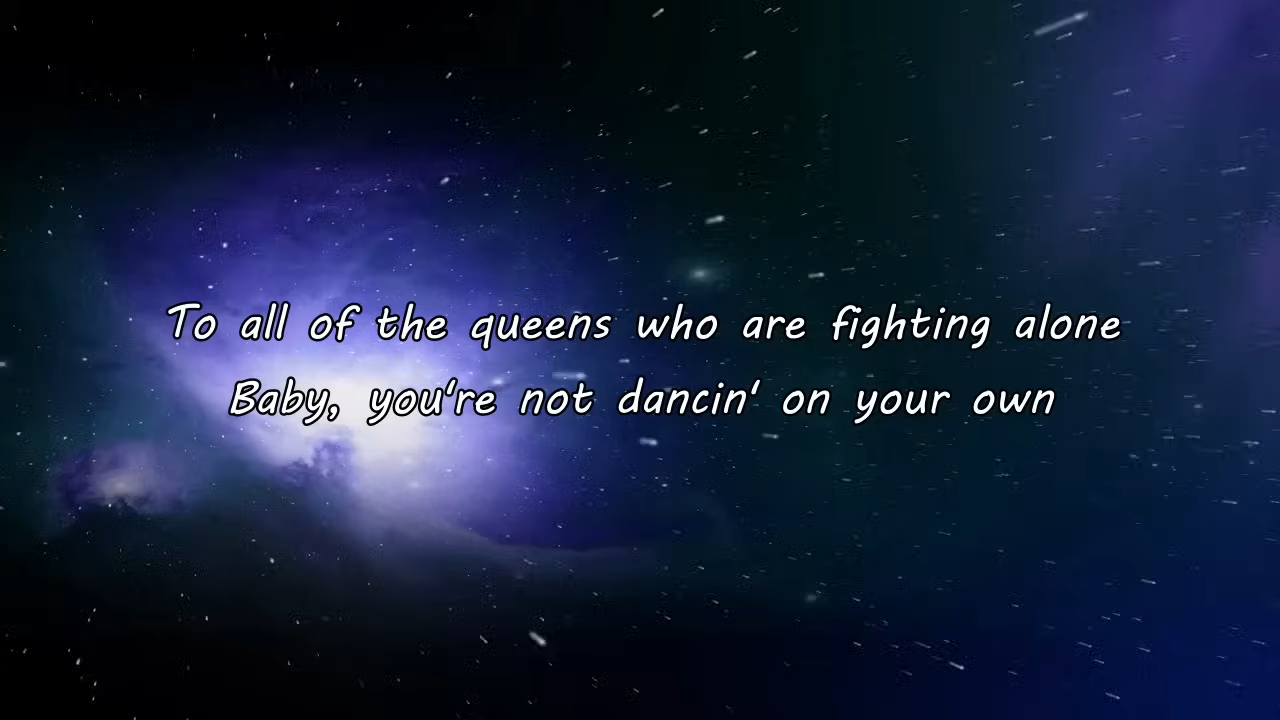 To all of the queens who are fighting alone
Baby, you're not dancin' on your own